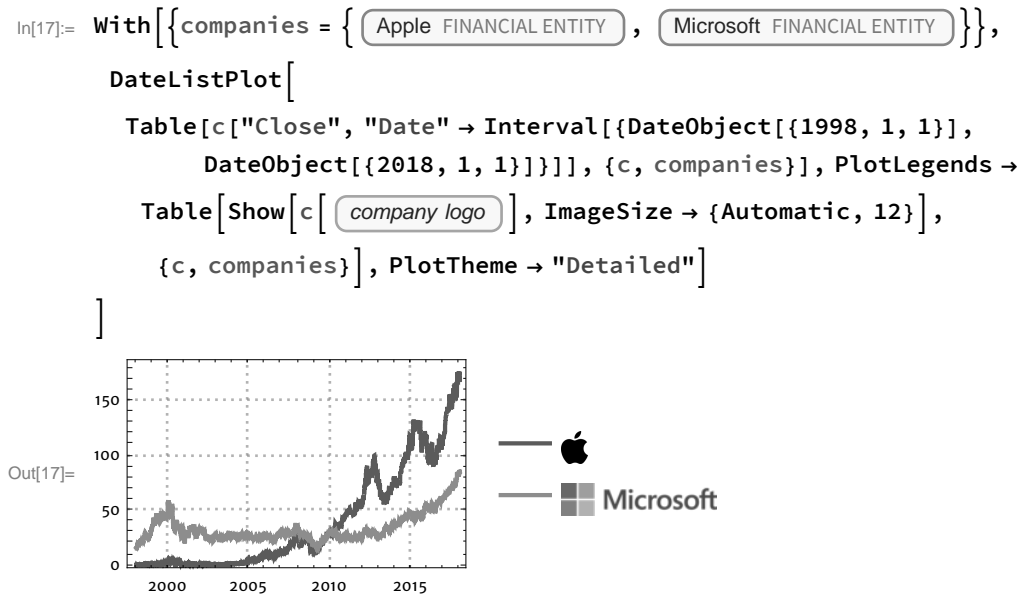 In[17]:= With[{companies = { Apple FINANCIAL ENTITY , Microsoft FINANCIAL ENTITY }},
DateListPlot[
Table[c["Close", "Date" → Interval[{DateObject[{1998, 1, 1}],
DateObject[{2018, 1, 1}]}]], {c, companies}], PlotLegends →
Table[Show[c[ company logo ], ImageSize → {Automatic, 12}],
{c, companies}], PlotTheme → "Detailed"]
]
Out[17]=
150
100
50
0
2000 2005 2010 2015
Microsoft